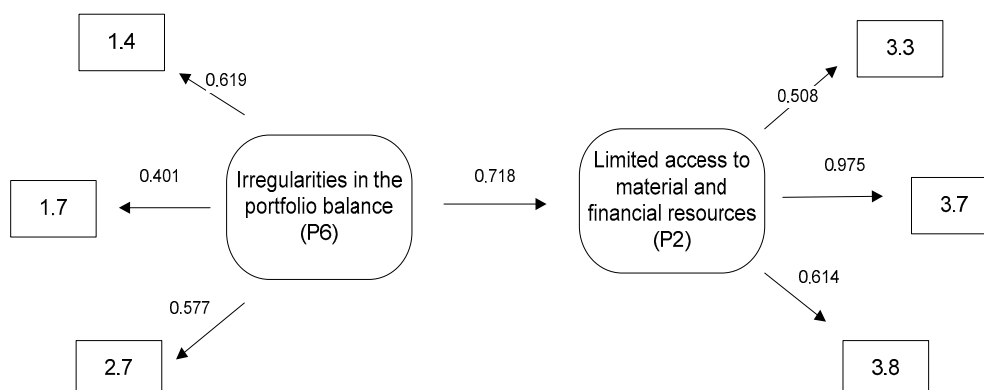 1.4
0.619
1.7
0.401
Irregularities in the
portfolio balance
(P6)
0.577
2.7
0.718
Limited access to
material and
financial resources
(P2)
0.508
3.3
0.975
3.7
0.614
3.8